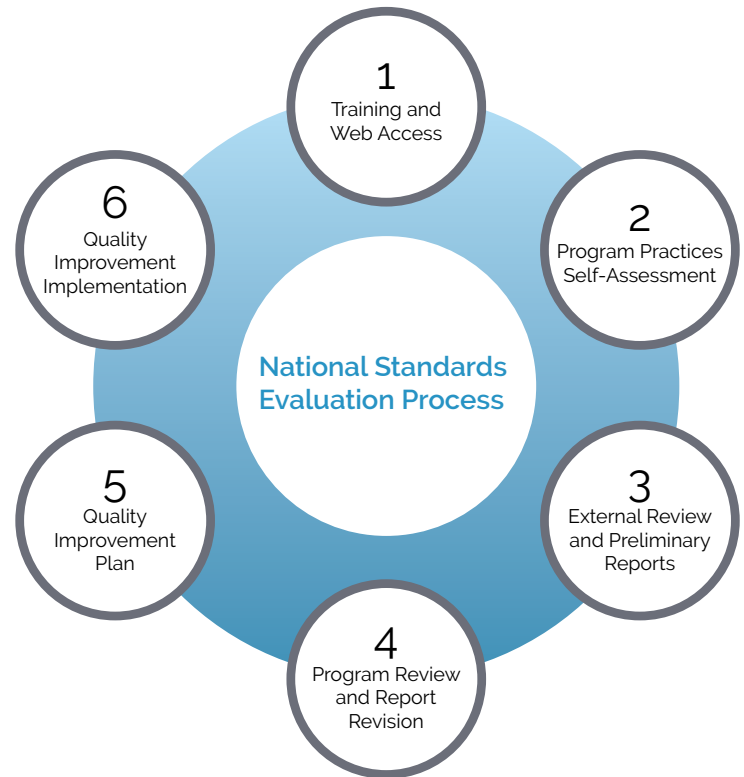 1
Training and
Web Access
2
Program Practices
Self-Assessment
3
External Review
and Preliminary
Reports
4
Program Review
and Report
Revision
5
Quality
Improvement
Plan
6
Quality
Improvement
Implementation
National Standards
Evaluation Process